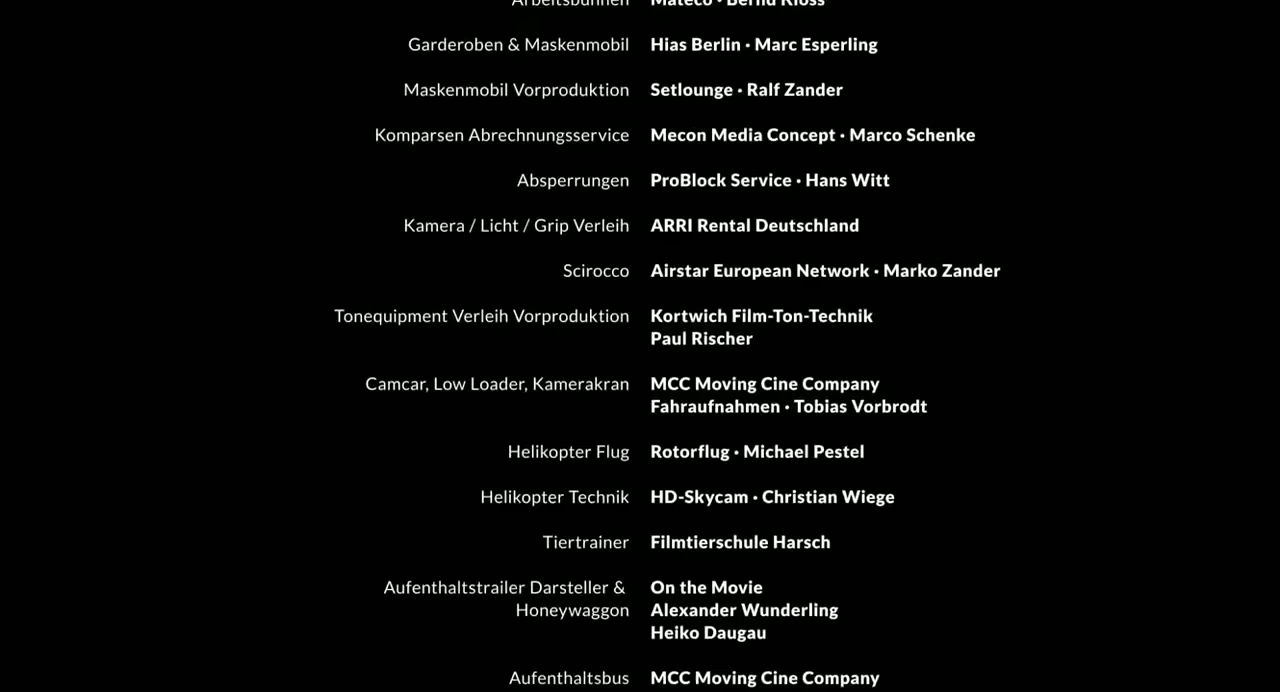 Arbeitsbühnen Mateco · Bernd Kloss
Garderoben & Maskenmobil Hias Berlin · Marc Esperling
Maskenmobil Vorproduktion Setlounge · Ralf Zander
Komparsen Abrechnungsservice Mecon Media Concept · Marco Schenke
Absperrungen ProBlock Service · Hans Witt
Kamera / Licht / Grip Verleih ARRI Rental Deutschland
Scirocco Airstar European Network · Marko Zander
Tonequipment Verleih Vorproduktion Kortwich Film-Ton-Technik
Paul Rischer
Camcar, Low Loader, Kamerakran MCC Moving Cine Company
Fahraufnahmen · Tobias Vorbrodt
Helikopter Flug Rotorflug · Michael Pestel
Helikopter Technik HD-Skycam · Christian Wiege
Tiertrainer Filmtierschule Harsch
Aufenthaltstrailer Darsteller & On the Movie
Honeywaggon Alexander Wunderling
Heiko Daugau
Aufenthaltsbus MCC Moving Cine Company